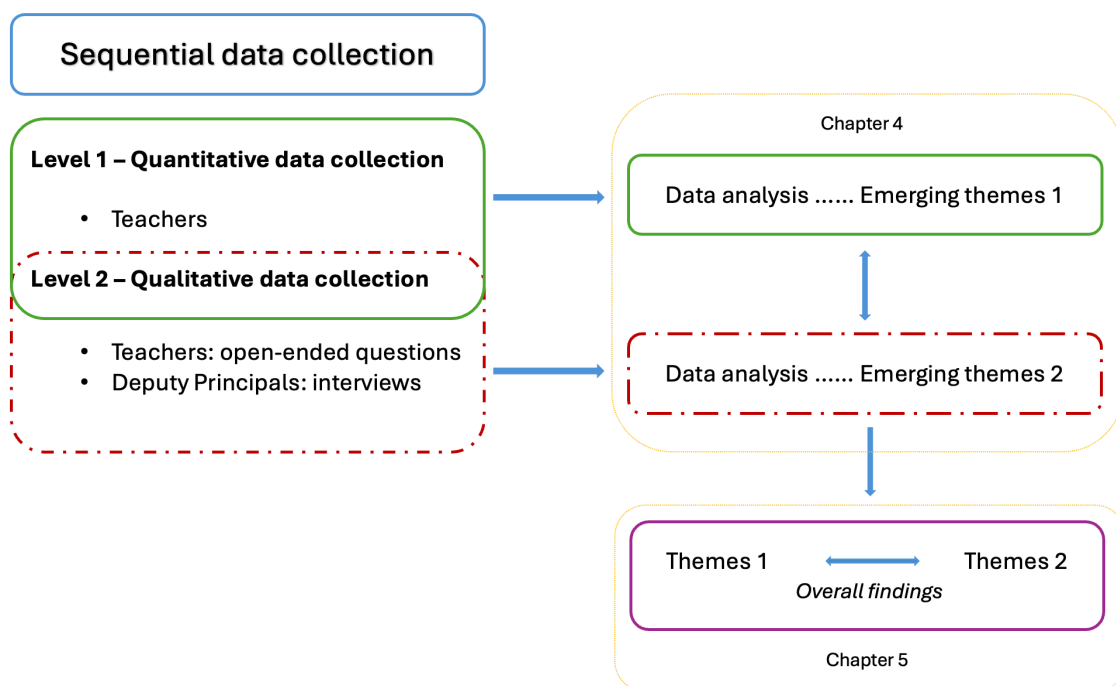 Sequential data collection
Level 1 – Quantitative data collection
• Teachers
Level 2 – Qualitative data collection
• Teachers: open-ended questions
• Deputy Principals: interviews
Chapter 4
Data analysis …… Emerging themes 1
Data analysis …… Emerging themes 2
Themes 1
Themes 2
Overall findings
Chapter 5